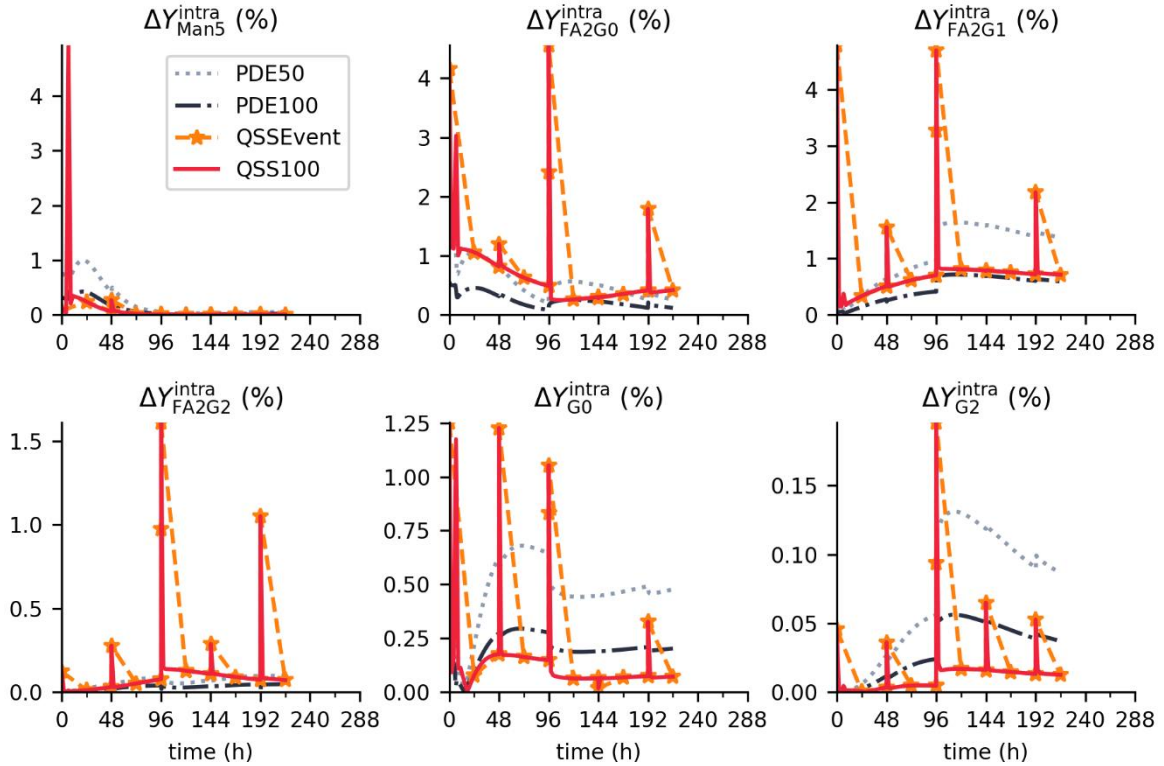 ΔY^intra_Man5 (%)
ΔY^intra_FA2G0 (%)
ΔY^intra_FA2G1 (%)
PDE50
PDE100
QSSEvent
QSS100
4
3
2
1
0
0 48 96 144 192 240 288
4
3
2
1
0
0 48 96 144 192 240 288
4
3
2
1
0
0 48 96 144 192 240 288
ΔY^intra_FA2G2 (%)
ΔY^intra_G0 (%)
ΔY^intra_G2 (%)
1.5
1.0
0.5
0.0
0 48 96 144 192 240 288
time (h)
1.25
1.00
0.75
0.50
0.25
0.00
0 48 96 144 192 240 288
time (h)
0.15
0.10
0.05
0.00
0 48 96 144 192 240 288
time (h)